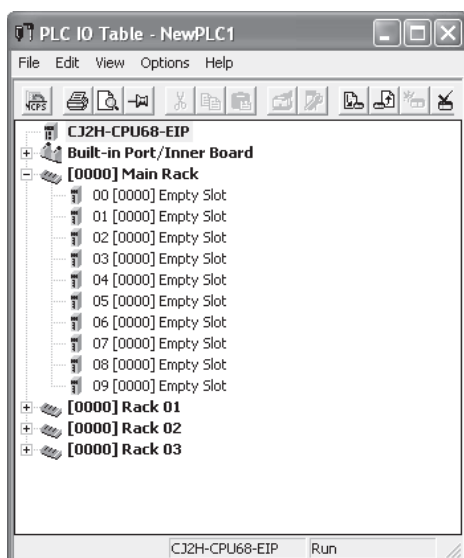 PLC IO Table - NewPLC1
File Edit View Options Help
NCPS
CJ2H-CPU68-EIP
Built-in Port/Inner Board
[0000] Main Rack
00 [0000] Empty Slot
01 [0000] Empty Slot
02 [0000] Empty Slot
03 [0000] Empty Slot
04 [0000] Empty Slot
05 [0000] Empty Slot
06 [0000] Empty Slot
07 [0000] Empty Slot
08 [0000] Empty Slot
09 [0000] Empty Slot
[0000] Rack 01
[0000] Rack 02
[0000] Rack 03
CJ2H-CPU68-EIP Run